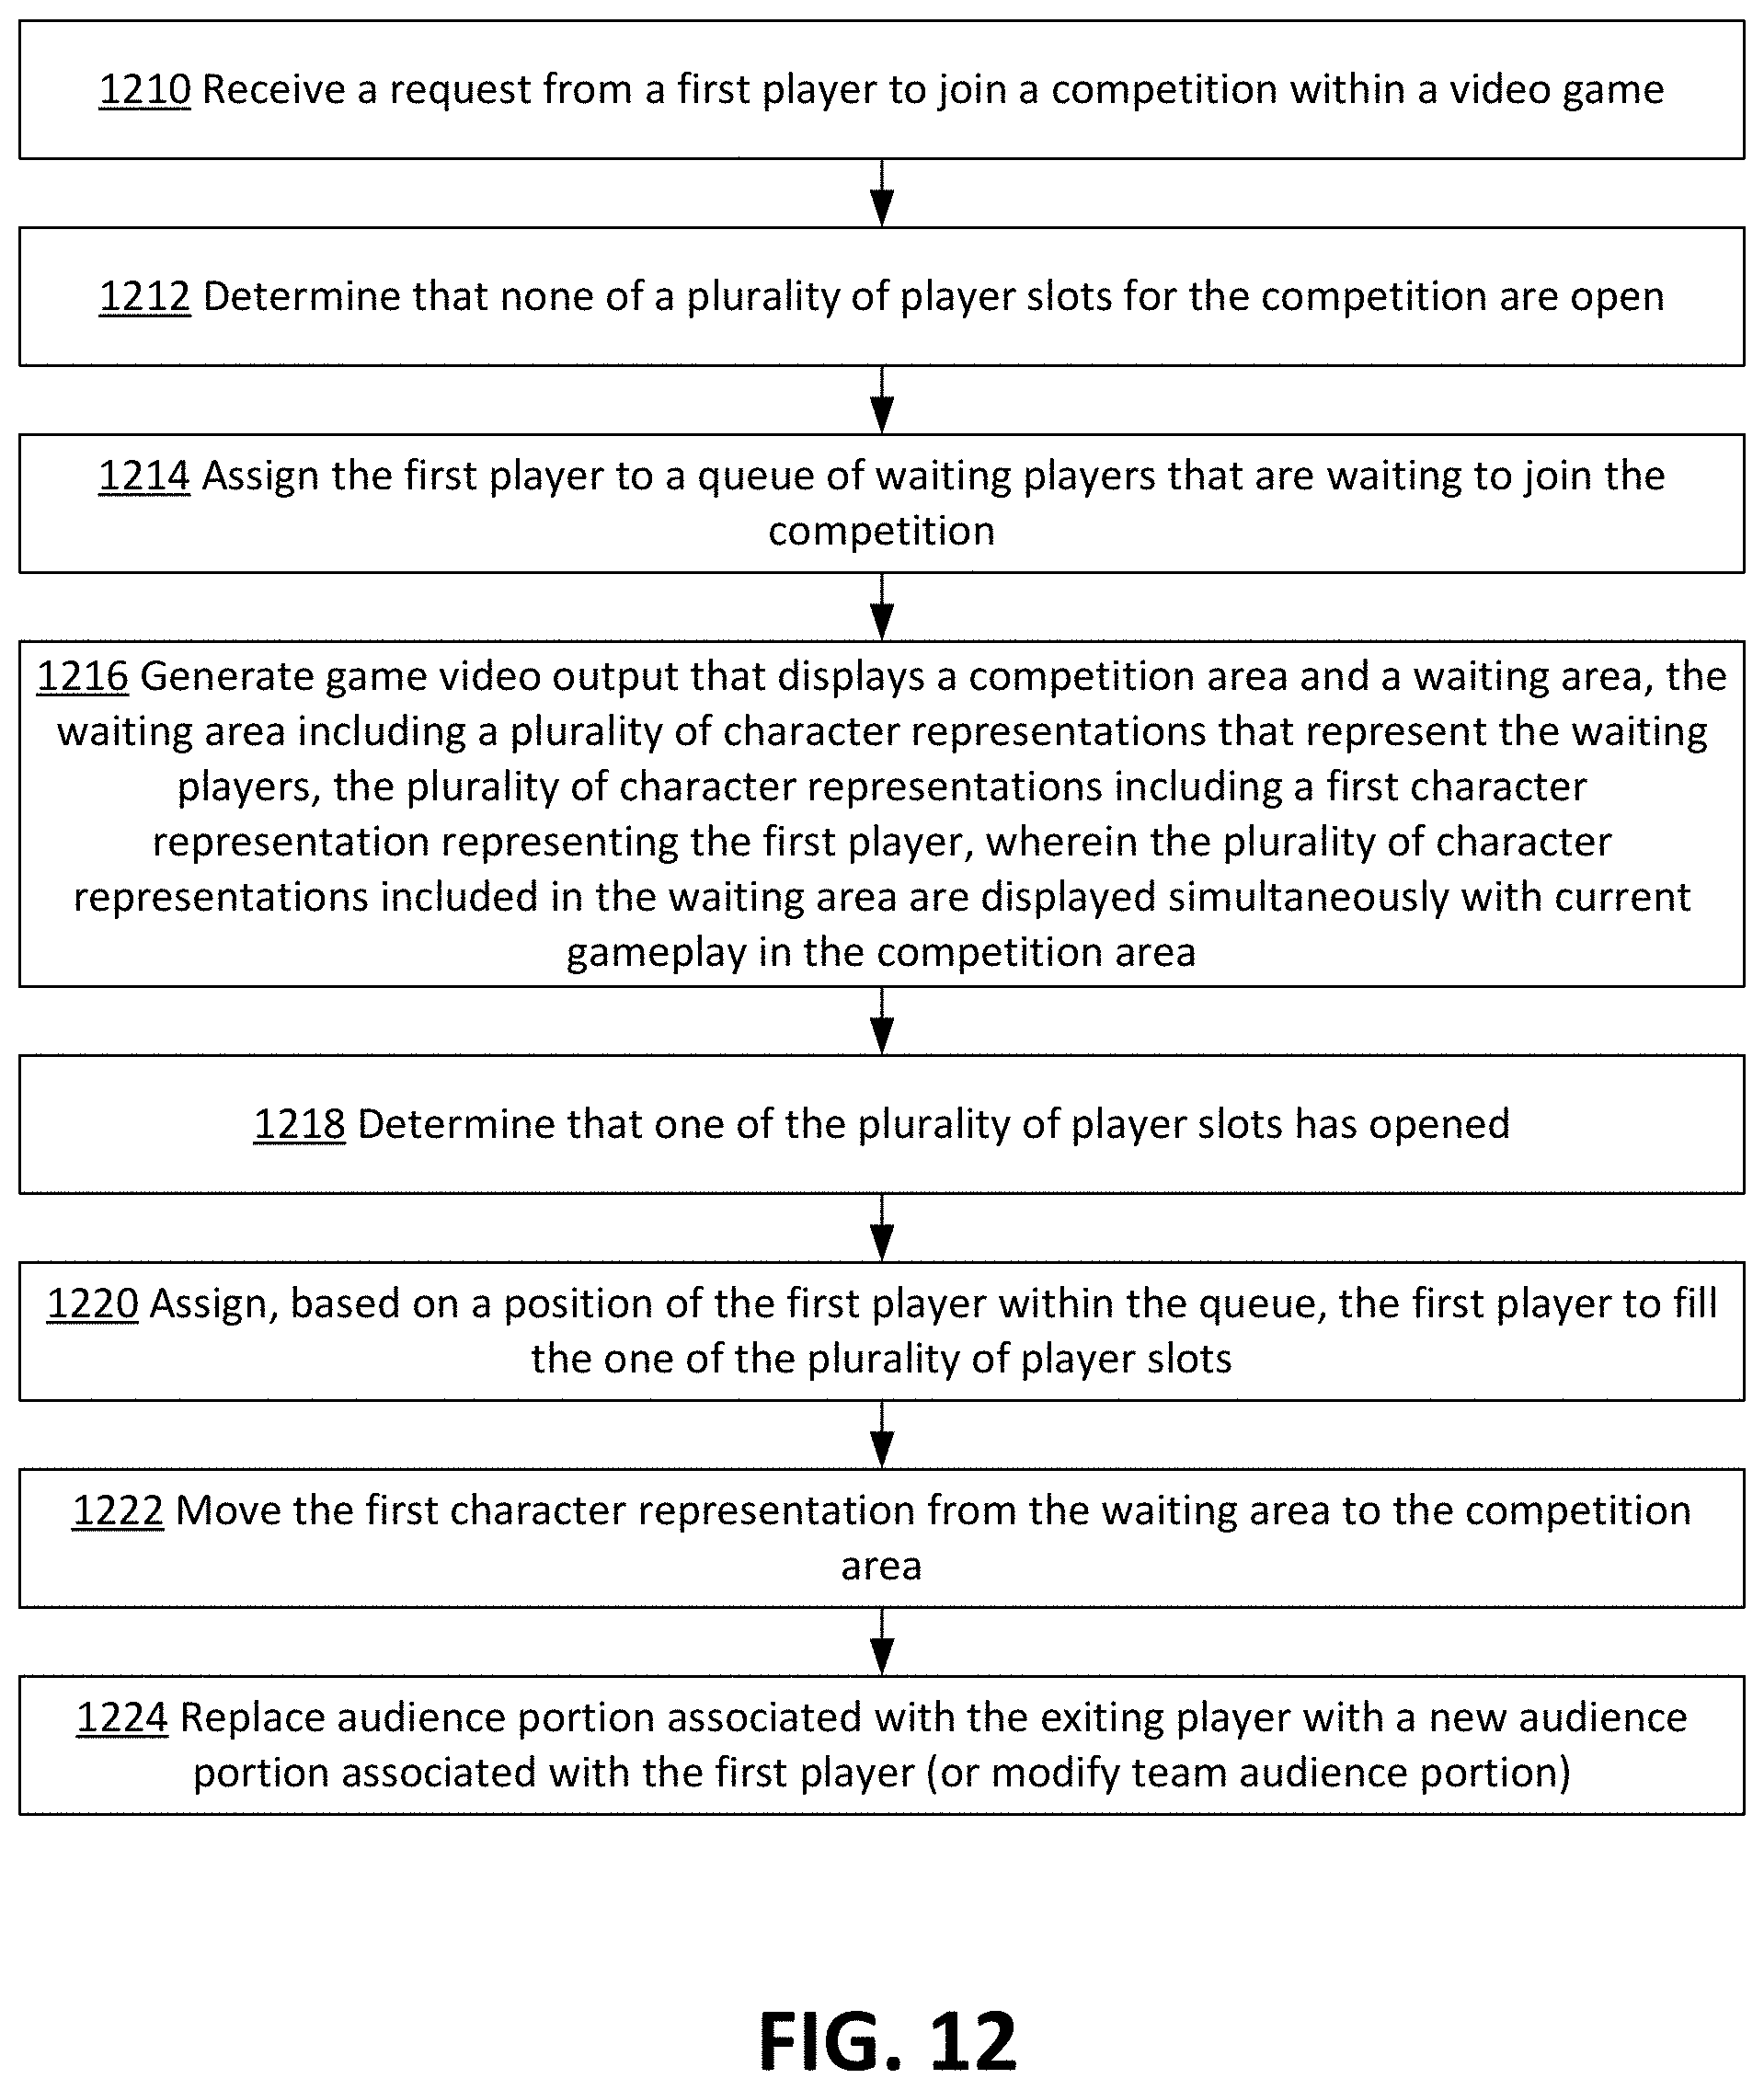 1210 Receive a request from a first player to join a competition within a video game
1212 Determine that none of a plurality of player slots for the competition are open
1214 Assign the first player to a queue of waiting players that are waiting to join the
competition
1216 Generate game video output that displays a competition area and a waiting area, the
waiting area including a plurality of character representations that represent the waiting
players, the plurality of character representations including a first character
representation representing the first player, wherein the plurality of character
representations included in the waiting area are displayed simultaneously with current
gameplay in the competition area
1218 Determine that one of the plurality of player slots has opened
1220 Assign, based on a position of the first player within the queue, the first player to fill
the one of the plurality of player slots
1222 Move the first character representation from the waiting area to the competition
area
1224 Replace audience portion associated with the exiting player with a new audience
portion associated with the first player (or modify team audience portion)
FIG. 12